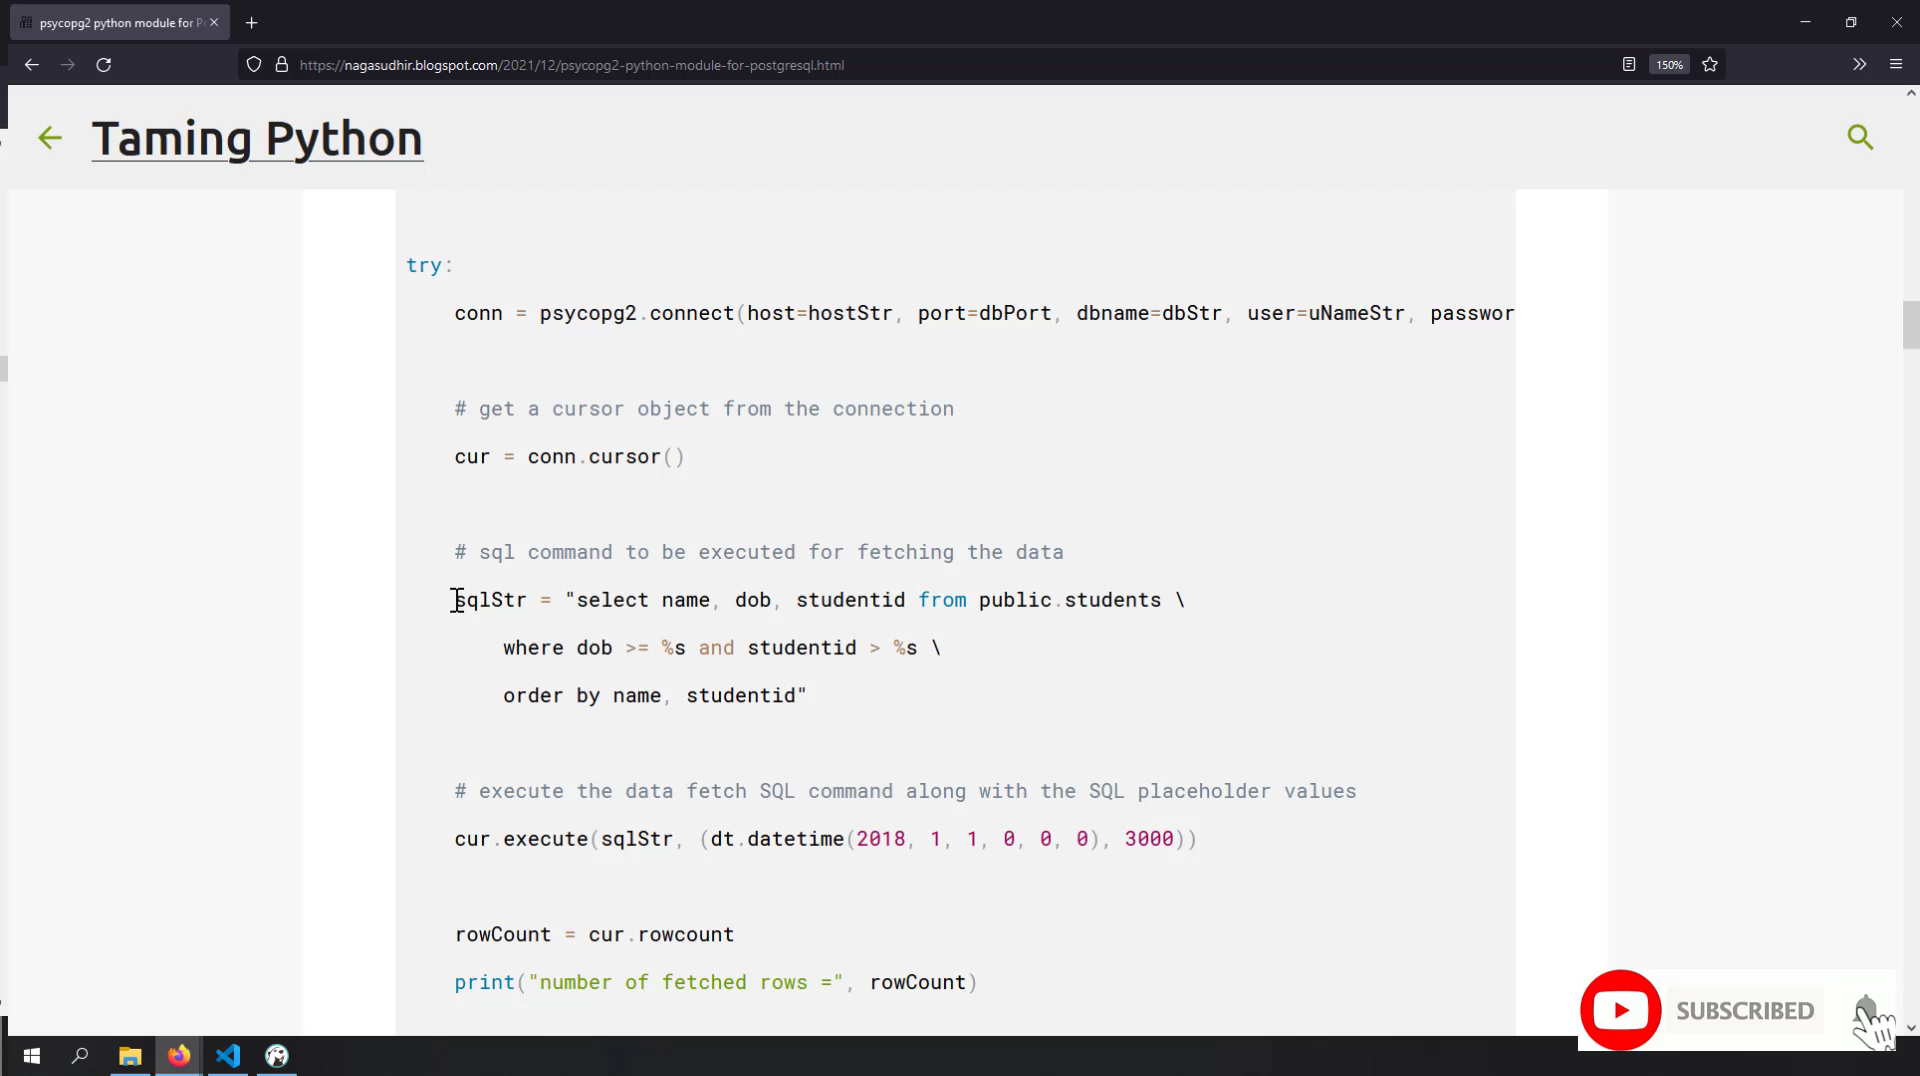 psycopg2 python module for P
https://nagasudhir.blogspot.com/2021/12/psycopg2-python-module-for-postgresql.html
150%
Taming Python
try:
conn = psycopg2.connect(host=hostStr, port=dbPort, dbname=dbStr, user=uNameStr, passwor
# get a cursor object from the connection
cur = conn.cursor()
# sql command to be executed for fetching the data
sqlStr = "select name, dob, studentid from public.students \
where dob >= %s and studentid > %s \
order by name, studentid"
# execute the data fetch SQL command along with the SQL placeholder values
cur.execute(sqlStr, (dt.datetime(2018, 1, 1, 0, 0, 0), 3000))
rowCount = cur.rowcount
print("number of fetched rows =", rowCount)
SUBSCRIBED